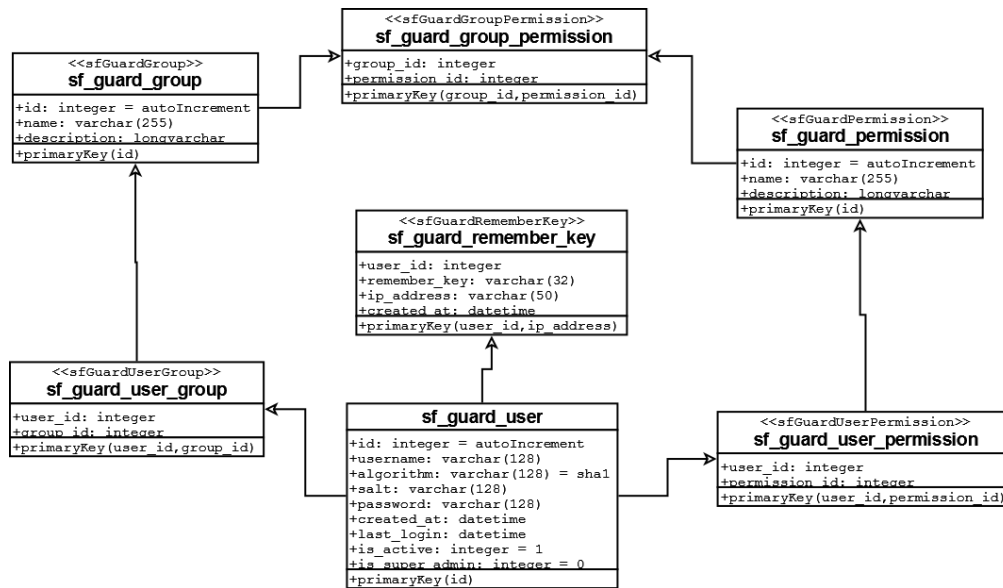 <<sfGuardGroupPermission>>
sf_guard_group_permission
+group_id: integer
+permission_id: integer
+primaryKey(group_id,permission_id)
<<sfGuardGroup>>
sf_guard_group
+id: integer = autoIncrement
+name: varchar(255)
+description: longvarchar
+primaryKey(id)
<<sfGuardPermission>>
sf_guard_permission
+id: integer = autoIncrement
+name: varchar(255)
+description: longvarchar
+primaryKey(id)
<<sfGuardRememberKey>>
sf_guard_remember_key
+user_id: integer
+remember_key: varchar(32)
+ip_address: varchar(50)
+created_at: datetime
+primaryKey(user_id,ip_address)
<<sfGuardUserGroup>>
sf_guard_user_group
+user_id: integer
+group_id: integer
+primaryKey(user_id,group_id)
sf_guard_user
+id: integer = autoIncrement
+username: varchar(128)
+algorithm: varchar(128) = sha1
+salt: varchar(128)
+password: varchar(128)
+created_at: datetime
+last_login: datetime
+is_active: integer = 1
+is_super_admin: integer = 0
+primaryKey(id)
<<sfGuardUserPermission>>
sf_guard_user_permission
+user_id: integer
+permission_id: integer
+primaryKey(user_id,permission_id)